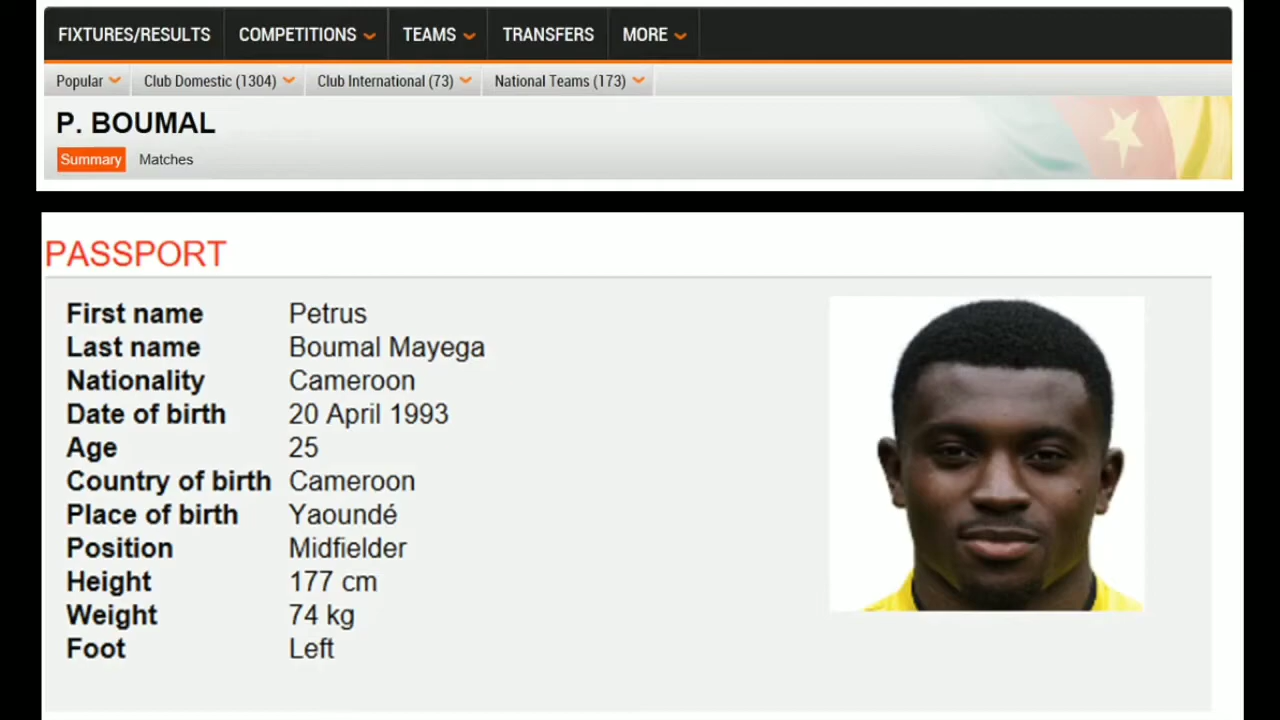 FIXTURES/RESULTS COMPETITIONS TEAMS TRANSFERS MORE
Popular Club Domestic (1304) Club International (73) National Teams (173)
P. BOUMAL
Summary Matches
PASSPORT
First name Petrus
Last name Boumal Mayega
Nationality Cameroon
Date of birth 20 April 1993
Age 25
Country of birth Cameroon
Place of birth Yaoundé
Position Midfielder
Height 177 cm
Weight 74 kg
Foot Left